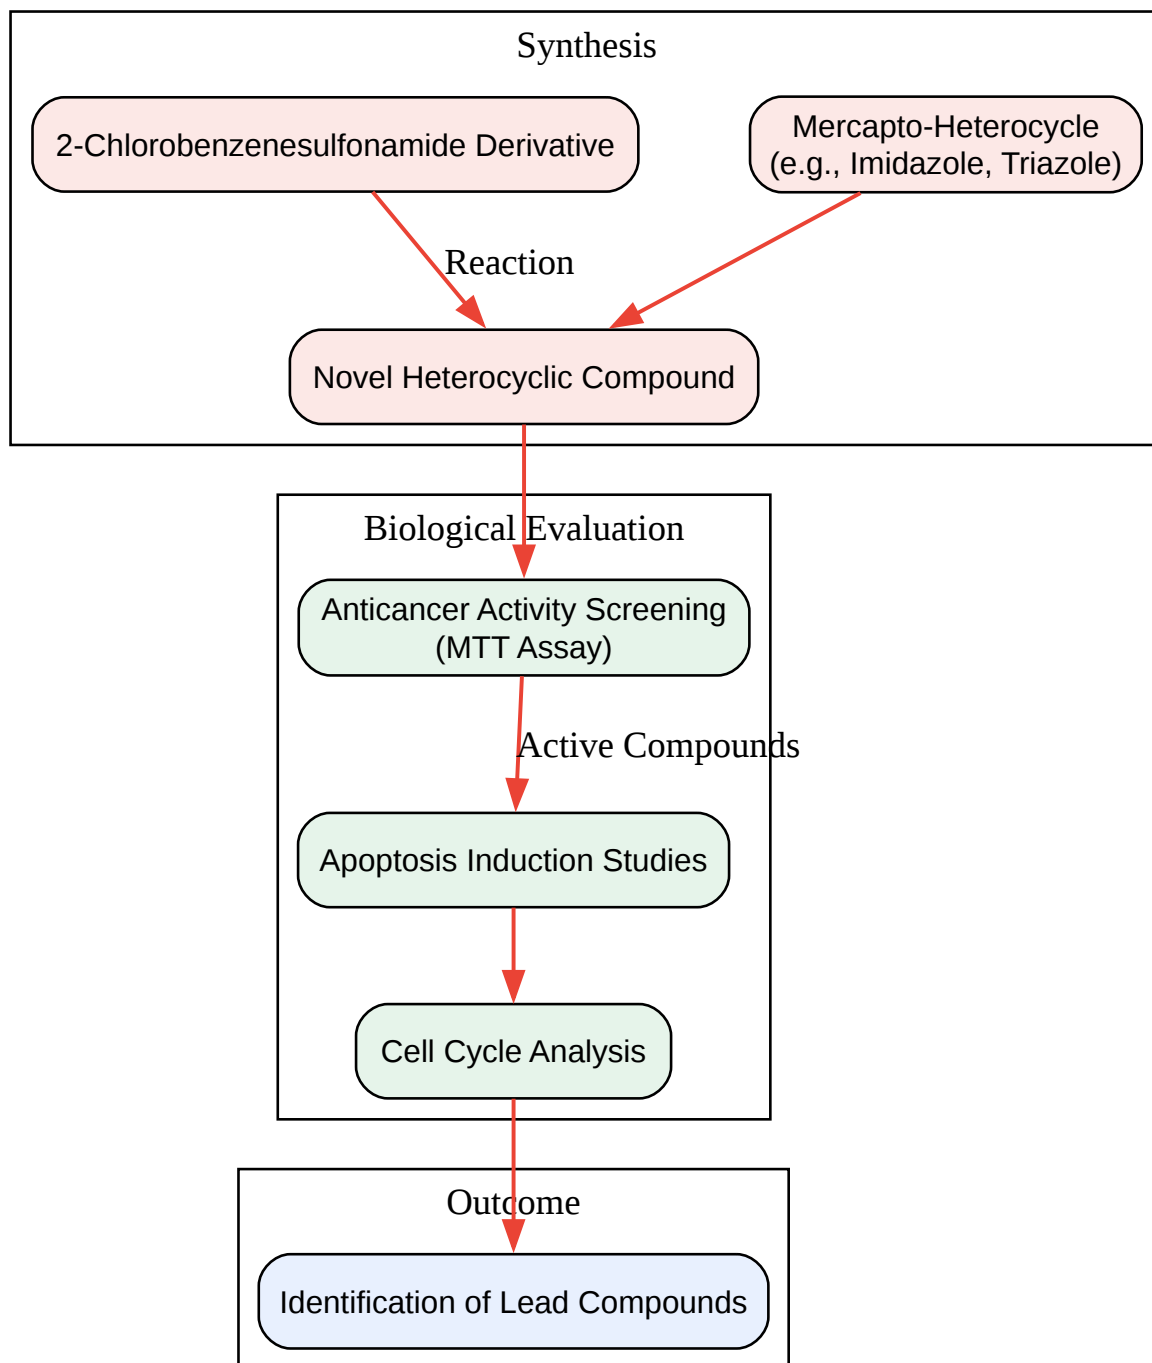 Synthesis
2-Chlorobenzenesulfonamide Derivative
Mercapto-Heterocycle
(e.g., Imidazole, Triazole)
Reaction
Novel Heterocyclic Compound
Biological Evaluation
Anticancer Activity Screening
(MTT Assay)
Active Compounds
Apoptosis Induction Studies
Cell Cycle Analysis
Outcome
Identification of Lead Compounds